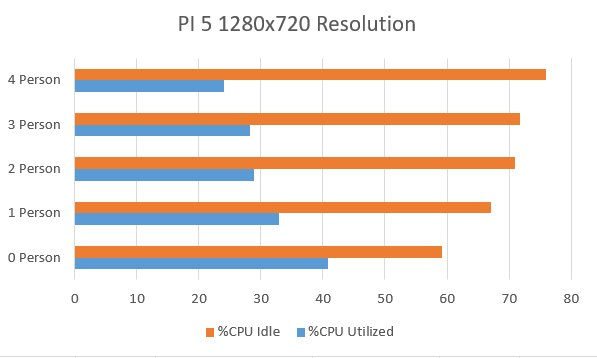 PI 5 1280x720 Resolution
4 Person
3 Person
2 Person
1 Person
0 Person
0 10 20 30 40 50 60 70 80
%CPU Idle %CPU Utilized